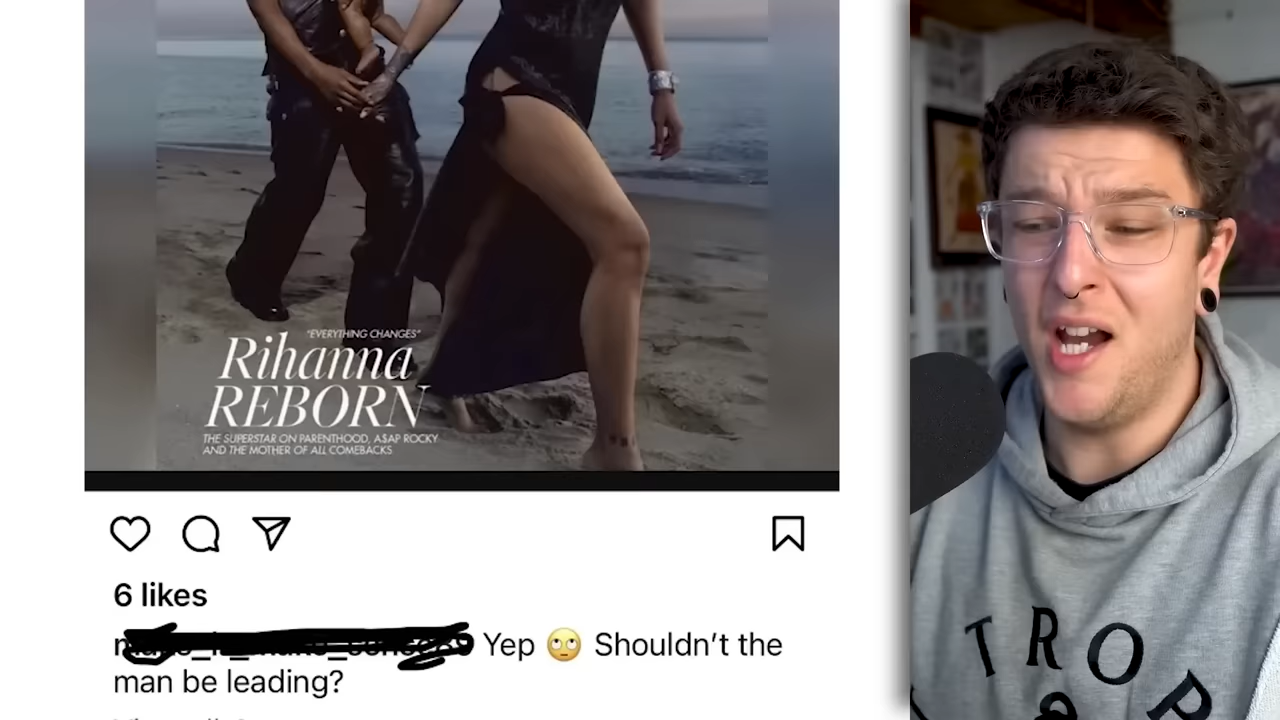 "EVERYTHING CHANGES"
Rihanna
REBORN
THE SUPERSTAR ON PARENTHOOD, A$AP ROCKY
AND THE MOTHER OF ALL COMEBACKS
6 likes
Yep 🙄 Shouldn't the
man be leading?
TROP